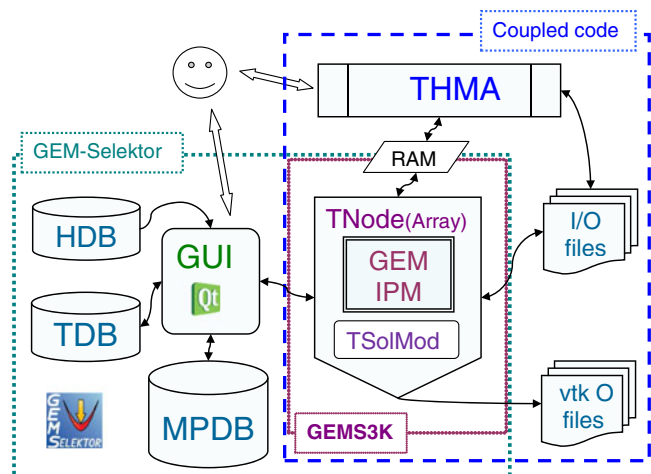 Coupled code
THMA
GEM-Selektor
RAM
HDB
TNode(Array)
I/O
files
GUI
Qt
GEM
IPM
TDB
TSolMod
MPDB
vtk O
files
GEMS3K
GEM
SELEKTOR